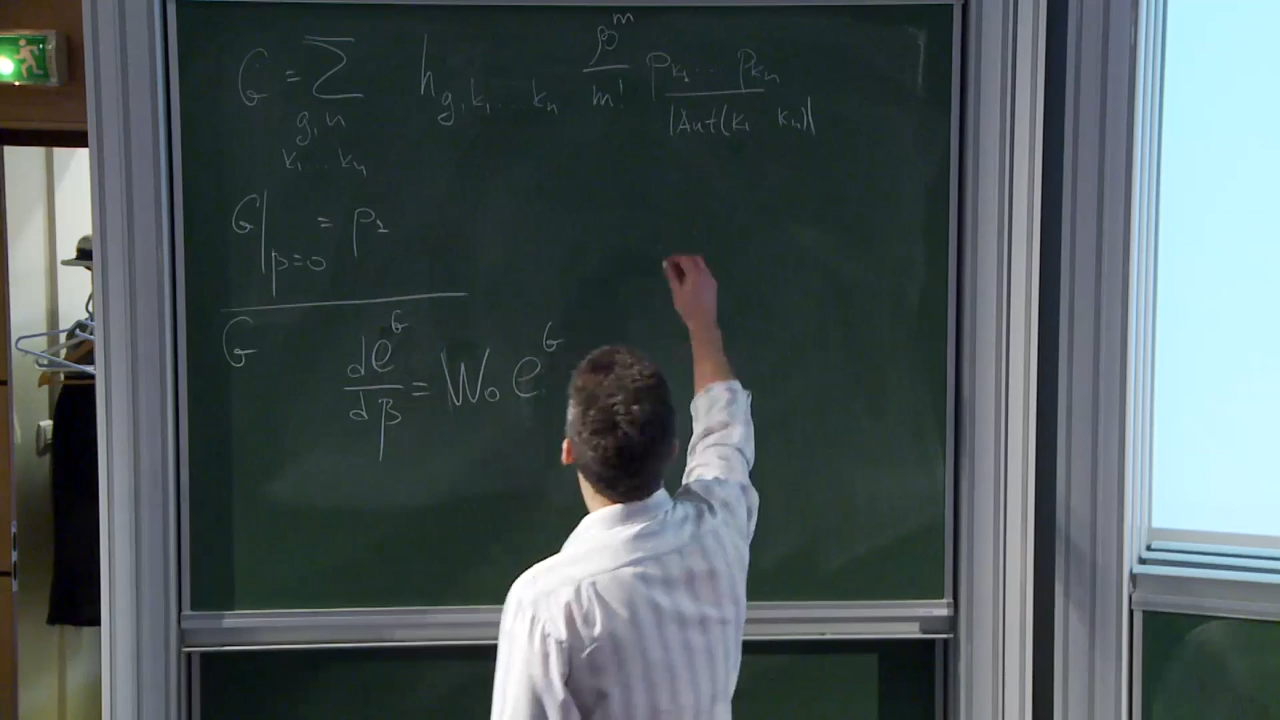 G = ∑ h_{g,k₁...kₙ} β^m/m! p_{k₁}...p_{kₙ}/|Aut(k₁ kₙ)|
g,n
k₁...kₙ
G|_{β=0} = p₁
G de^G/dβ = W₀ e^G